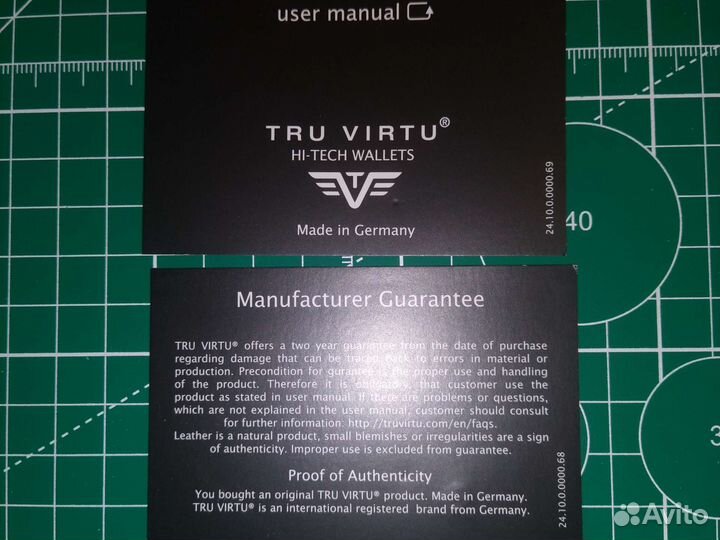 user manual
TRU VIRTU®
HI-TECH WALLETS
Made in Germany
24.10.0.0000.69
40
Manufacturer Guarantee
TRU VIRTU® offers a two year guarantee from the date of purchase
regarding damage that can be traced back to errors in material or
production. Precondition for gurantee is the proper use and handling
of the product. Therefore it is obligatory, that customer use the
product as stated in user manual. If there are problems or questions,
which are not explained in the user manual, customer should consult
for further information: http://truvirtu.com/en/faqs.
Leather is a natural product, small blemishes or irregularities are a sign
of authenticity. Improper use is excluded from guarantee.
Proof of Authenticity
You bought an original TRU VIRTU® product. Made in Germany.
TRU VIRTU® is an international registered brand from Germany.
24.10.0.0000.68
3
Avito